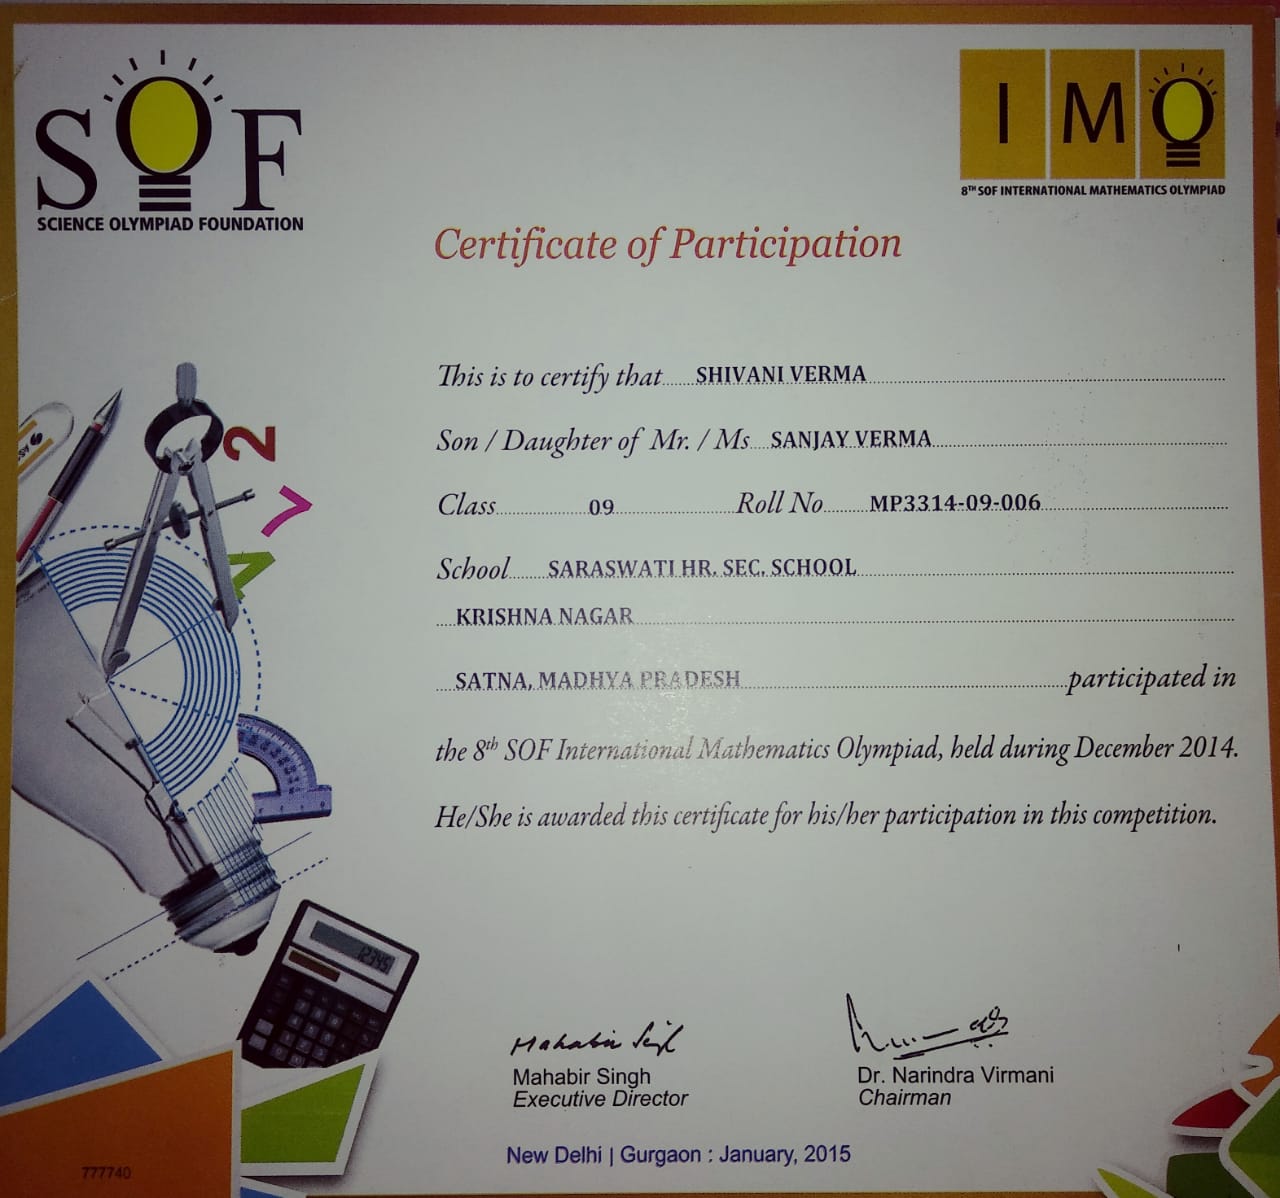 SOF
SCIENCE OLYMPIAD FOUNDATION
IMO
8TH SOF INTERNATIONAL MATHEMATICS OLYMPIAD
Certificate of Participation
This is to certify that SHIVANI VERMA
Son / Daughter of Mr. / Ms SANJAY VERMA
Class 09 Roll No MP3314-09-006
School SARASWATI HR. SEC. SCHOOL
KRISHNA NAGAR
SATNA, MADHYA PRADESH participated in
the 8th SOF International Mathematics Olympiad, held during December 2014.
He/She is awarded this certificate for his/her participation in this competition.
2
7
12345
Mahabir Singh
Mahabir Singh
Executive Director
Dr. Narindra Virmani
Chairman
New Delhi | Gurgaon : January, 2015
777740